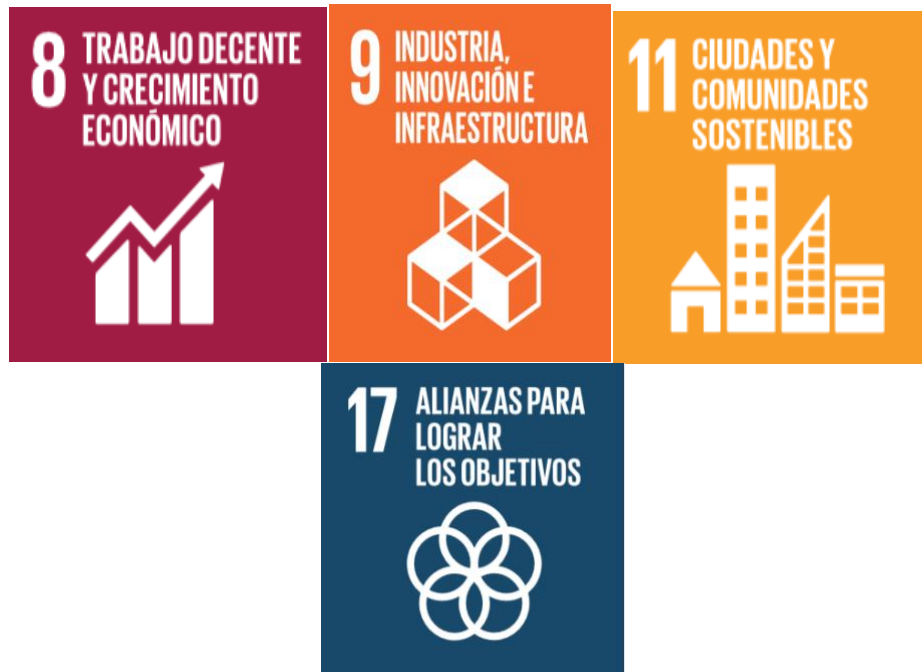 8 TRABAJO DECENTE
Y CRECIMIENTO
ECONÓMICO
9 INDUSTRIA,
INNOVACIÓN E
INFRAESTRUCTURA
11 CIUDADES Y
COMUNIDADES
SOSTENIBLES
17 ALIANZAS PARA
LOGRAR
LOS OBJETIVOS